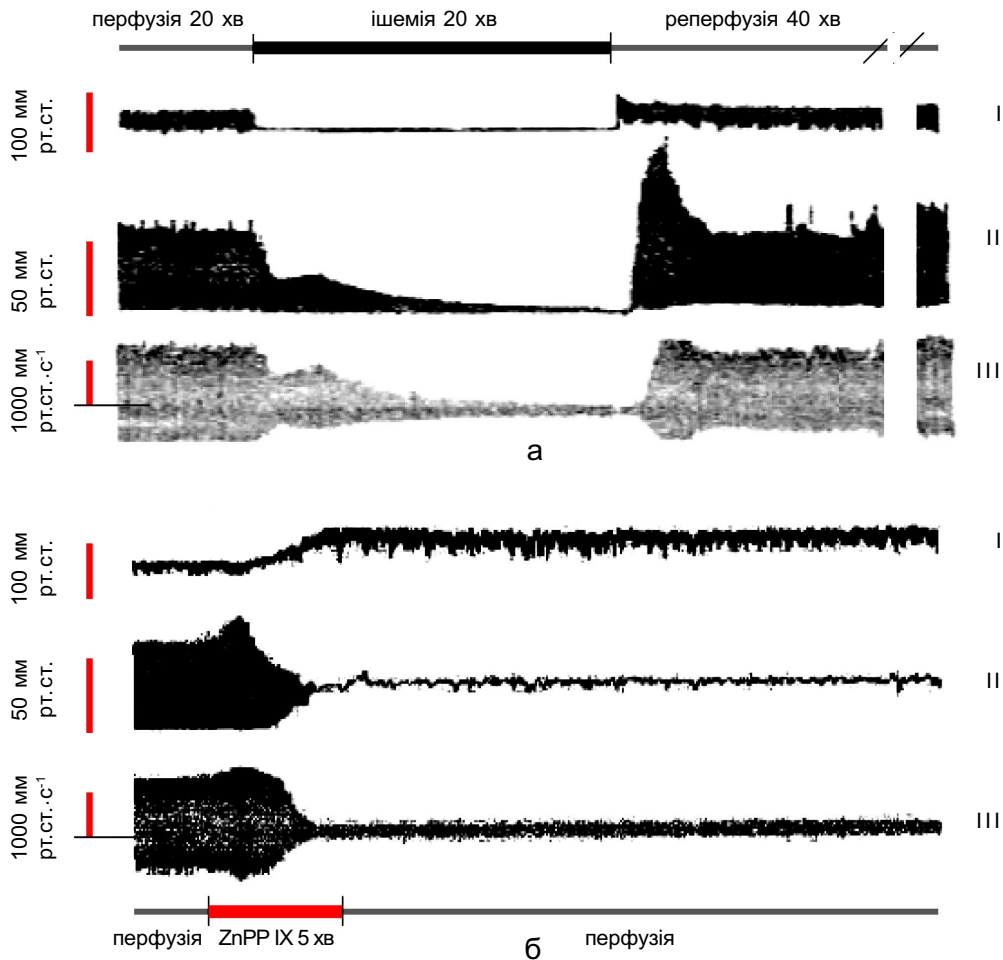 перфузія 20 хв
ішемія 20 хв
реперфузія 40 хв
100 мм
рт.ст.
I
50 мм
рт.ст.
II
1000 мм
рт.ст.·с⁻¹
III
а
100 мм
рт.ст.
I
50 мм
рт.ст.
II
1000 мм
рт.ст.·с⁻¹
III
перфузія
ZnPP IX 5 хв
перфузія
б